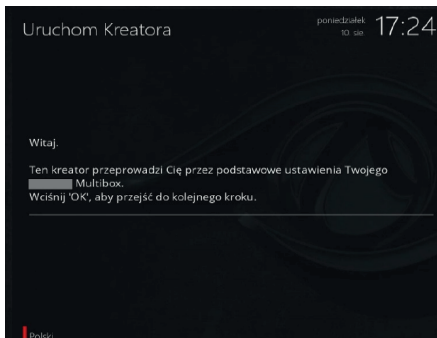 Uruchom Kreatora
poniedziałek
10 sie
17:24
Witaj.
Ten kreator przeprowadzi Cię przez podstawowe ustawienia Twojego
Multibox.
Wciśnij 'OK', aby przejść do kolejnego kroku.
Polski